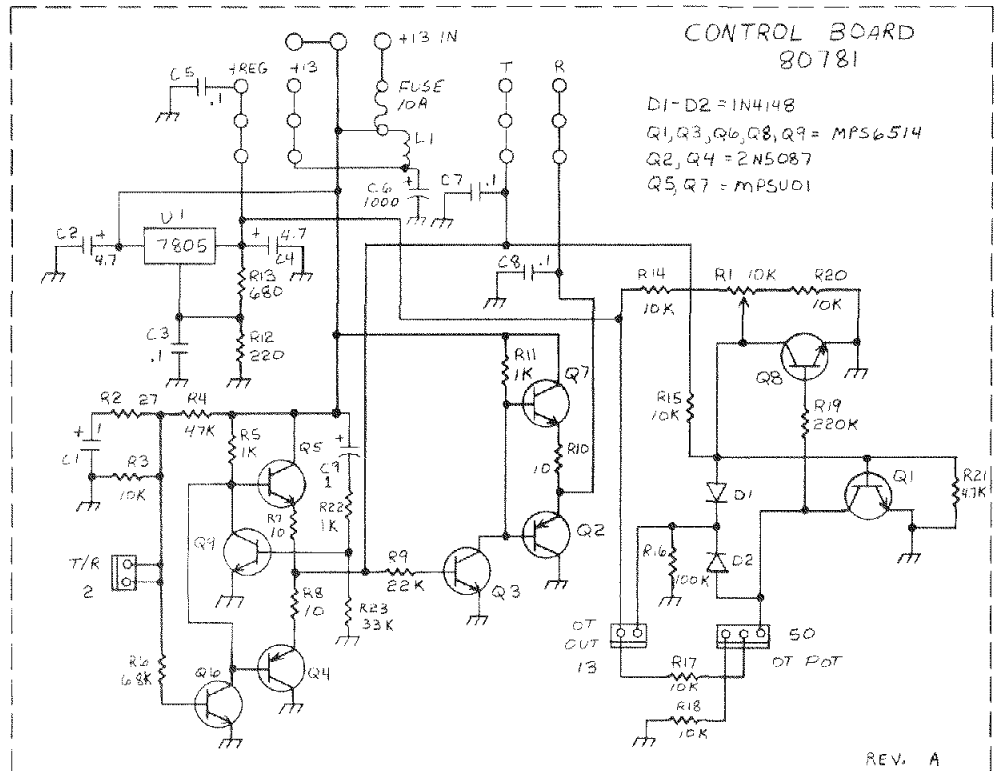 CONTROL BOARD
80781
D1-D2 = 1N4148
Q1,Q3,Q6,Q8,Q9 = MPS6514
Q2,Q4 = 2N5087
Q5,Q7 = MPSU01
+13 IN
C5
.1
+REG
+13
FUSE
10A
T
R
L1
C6
1000
+
C7
.1
U1
7805
C2
+
4.7
+
4.7
C4
C8
.1
R13
680
R14
10K
R1 10K
R20
10K
C3
.1
R12
220
R11
1K
Q7
Q8
R2
27
R4
47K
R15
10K
R19
220K
+
1
C1
R3
10K
R5
1K
Q5
+
C9
1
R10
10
R7
10
R22
1K
D1
Q1
R21
4.7K
Q9
Q2
T/R
2
R9
22K
Q3
R16
100K
D2
R8
10
R23
33K
OT
OUT
13
50
OT POT
R6
6.8K
Q6
Q4
R17
10K
R18
10K
REV. A